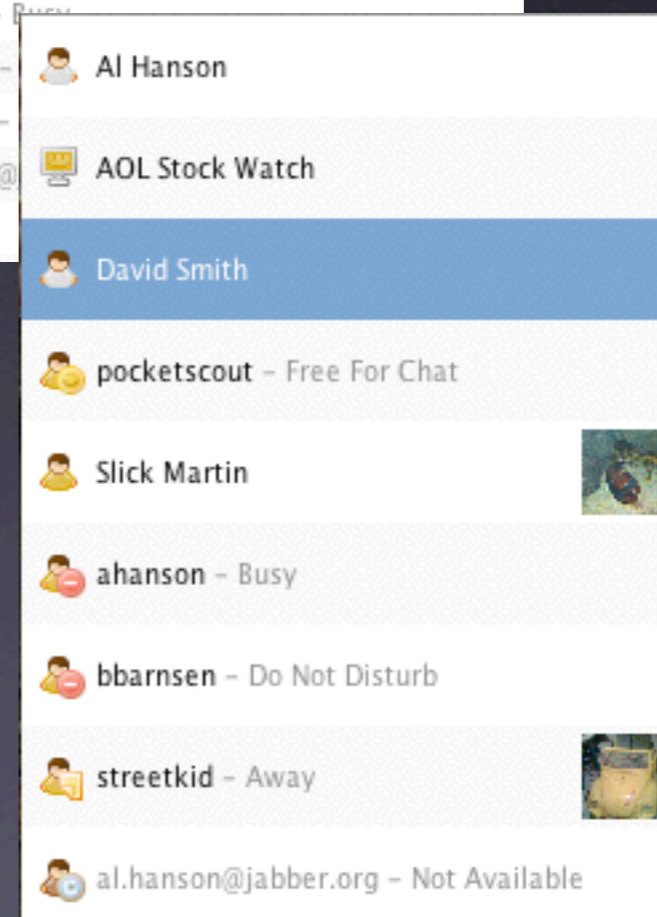 Busy
Al Hanson
AOL Stock Watch
David Smith
pocketscout – Free For Chat
Slick Martin
ahanson – Busy
bbarnsen – Do Not Disturb
streetkid – Away
al.hanson@jabber.org – Not Available